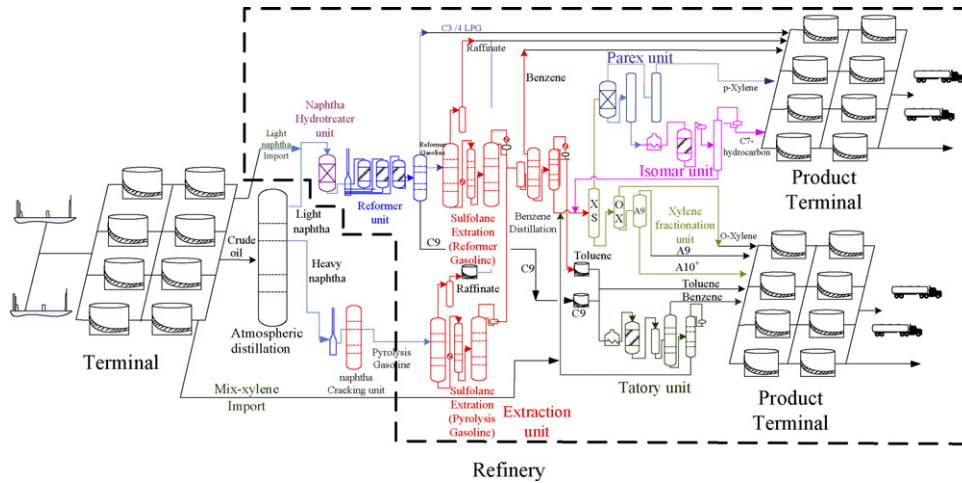 C3 /4 LPG
Raffinate
Benzene
Parex unit
p-Xylene
Naphtha
Hydrotreater
unit
Light
naphtha
Import
Reformer
Gasoline
C7-
hydrocarbon
Isomar unit
Product
Terminal
Reformer
unit
Light
naphtha
Sulfolane
Extration
(Reformer
Gasoline)
Benzene
Distillation
X
S
O
X
A9
Xylene
fractionation
unit
O-Xylene
Crude
oil
C9
C9
Toluene
A9
A10+
Heavy
naphtha
Raffinate
C9
Toluene
Benzene
Atmospheric
distillation
Terminal
Pyrolysis
Gasoline
naphtha
Cracking unit
Mix-xylene
Import
Sulfolane
Extration
(Pyrolysis
Gasoline)
Extraction
unit
Tatory unit
Product
Terminal
Refinery